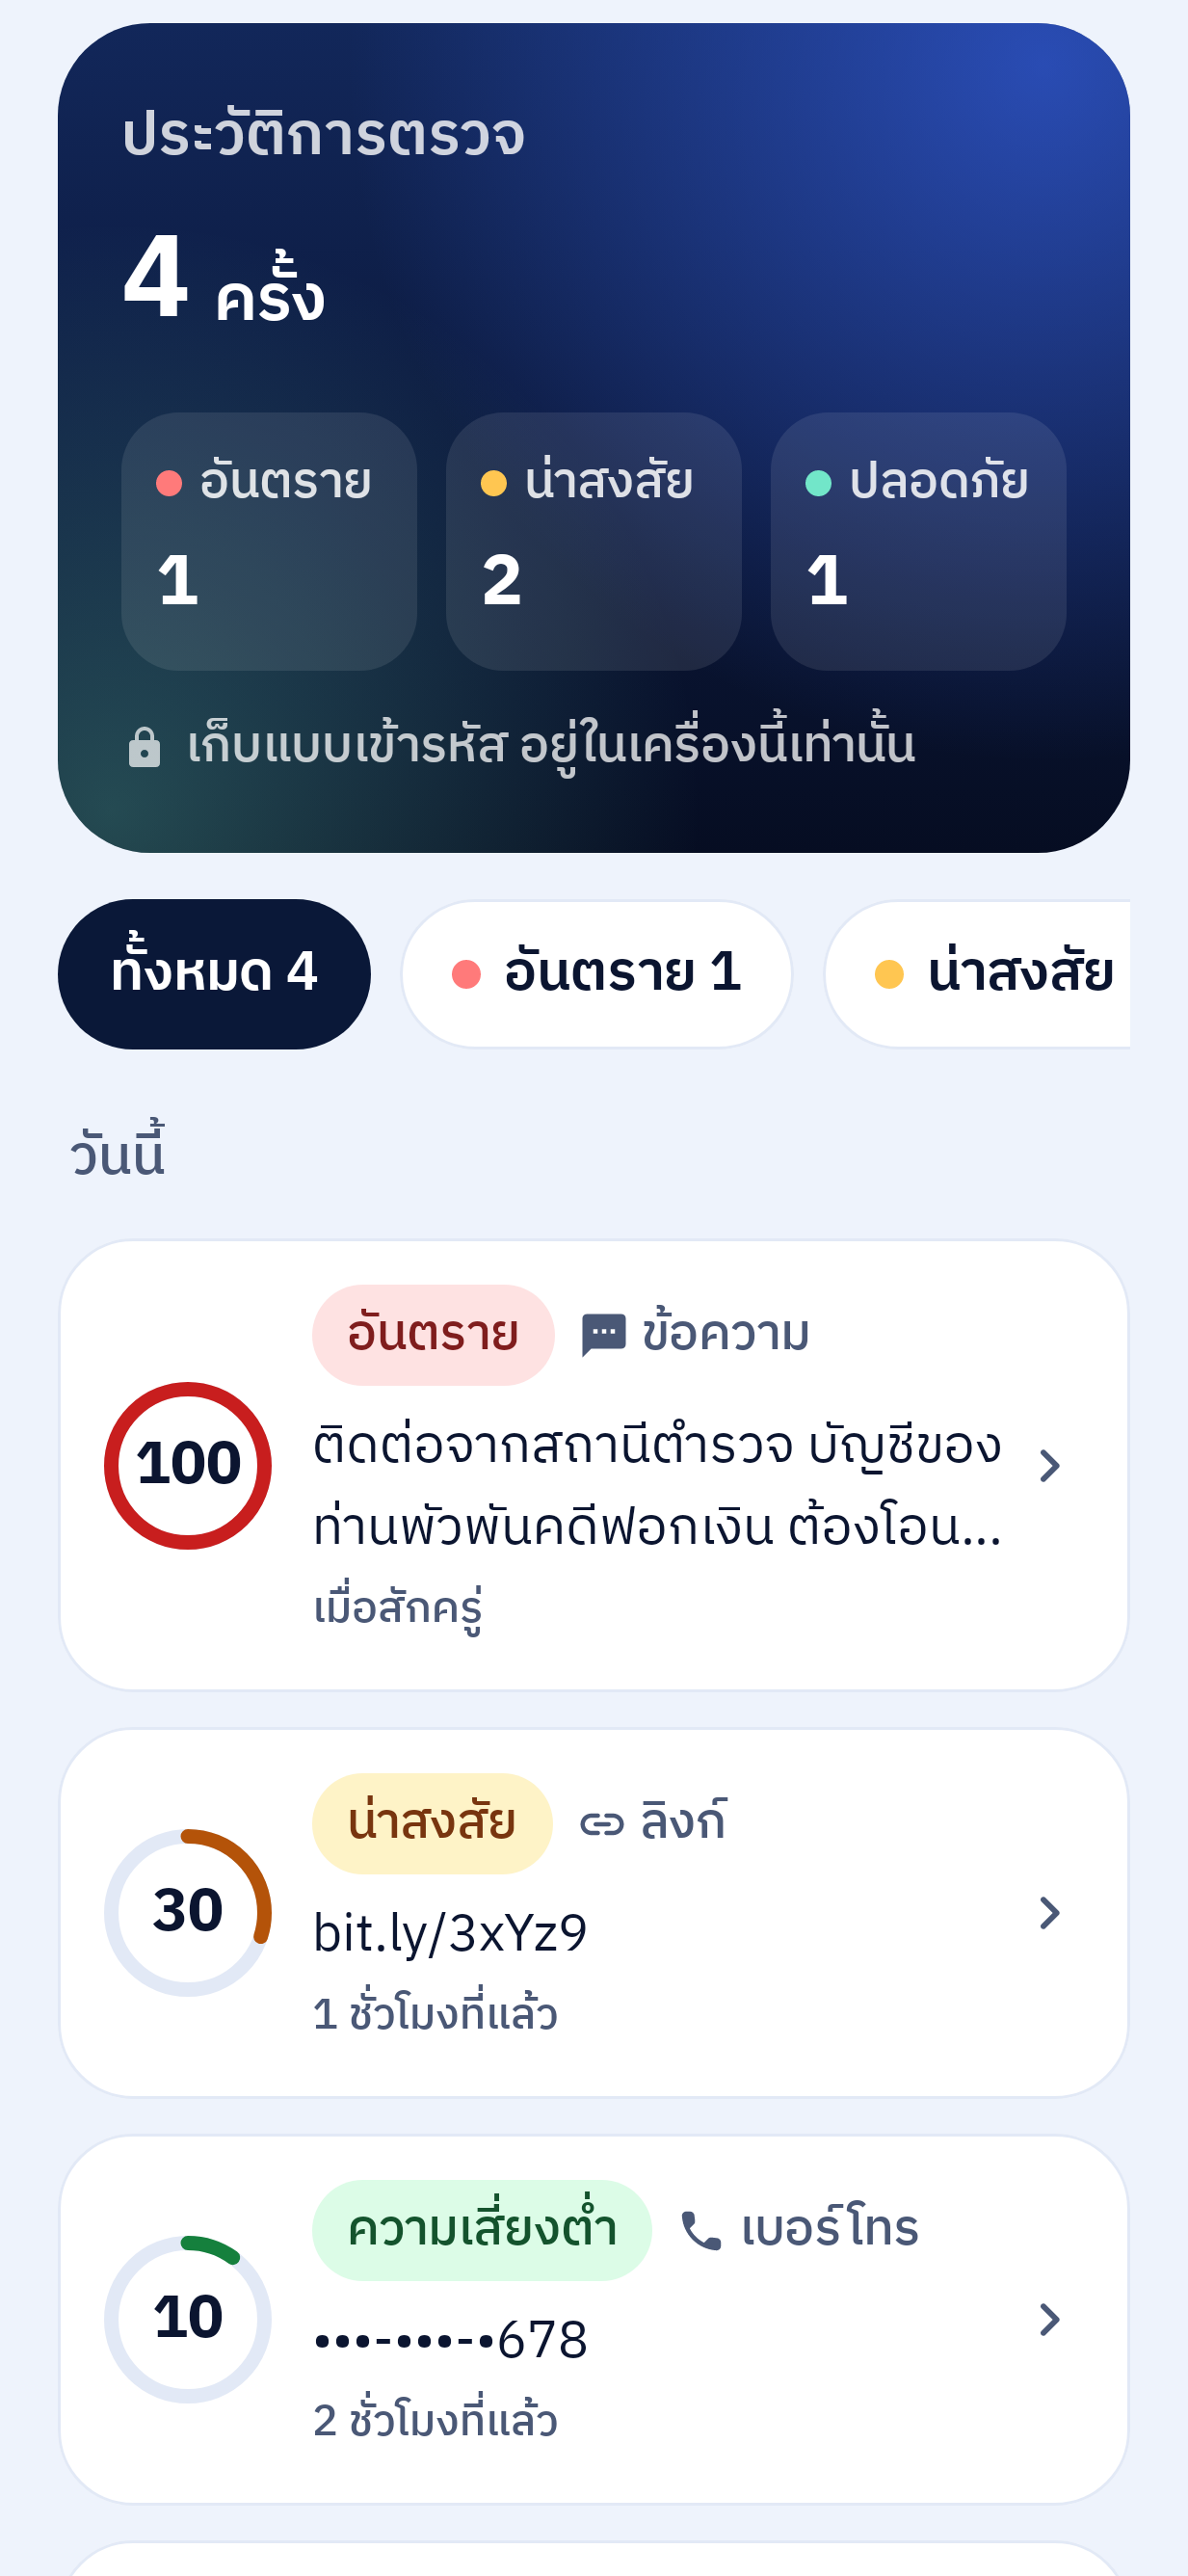 ประวัติการตรวจ
4 ครั้ง
อันตราย
1
น่าสงสัย
2
ปลอดภัย
1
เก็บแบบเข้ารหัส อยู่ในเครื่องนี้เท่านั้น
ทั้งหมด 4
อันตราย 1
น่าสงสัย
วันนี้
อันตราย
ข้อความ
100
ติดต่อจากสถานีตำรวจ บัญชีของ
ท่านพัวพันคดีฟอกเงิน ต้องโอน...
เมื่อสักครู่
น่าสงสัย
ลิงก์
30
bit.ly/3xYz9
1 ชั่วโมงที่แล้ว
ความเสี่ยงต่ำ
เบอร์โทร
10
•••-•••-•678
2 ชั่วโมงที่แล้ว